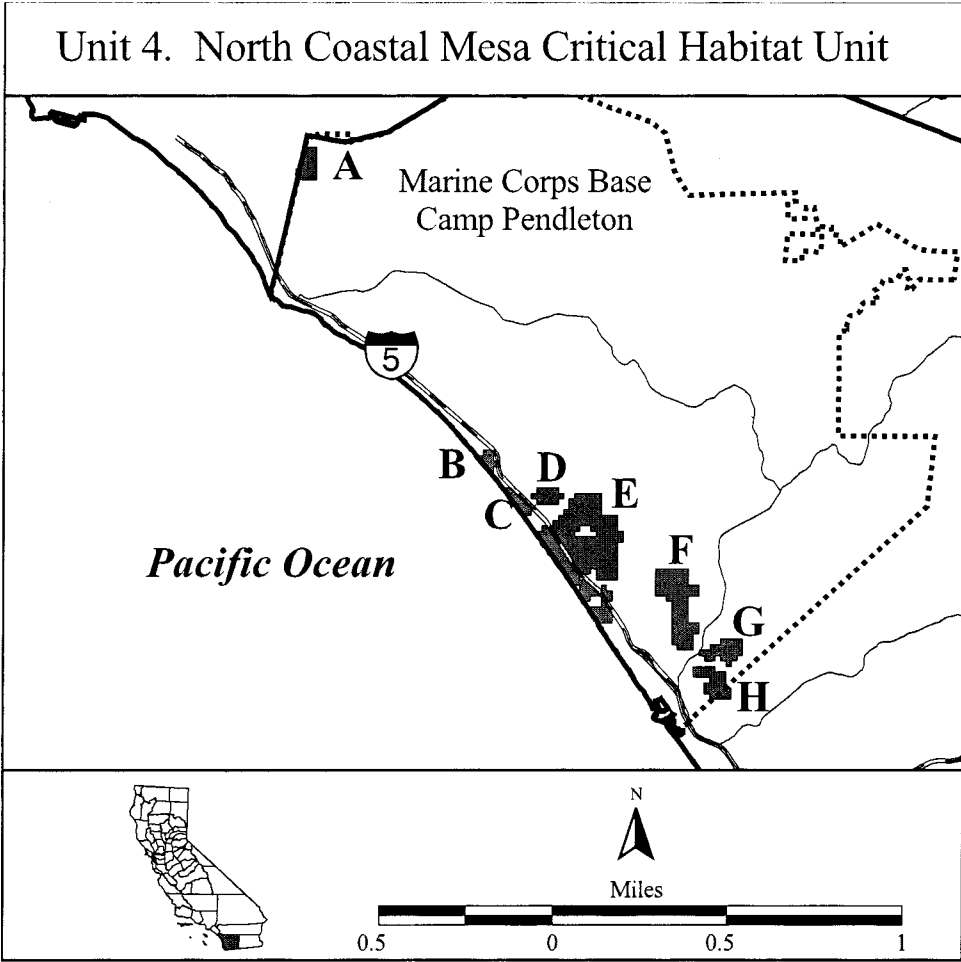 Unit 4. North Coastal Mesa Critical Habitat Unit
A
Marine Corps Base
Camp Pendleton
5
B
D
E
C
Pacific Ocean
F
G
H
N
Miles
0.5 0 0.5 1